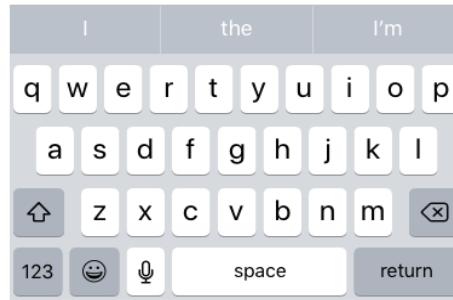 I the I'm
q w e r t y u i o p
a s d f g h j k l
z x c v b n m
123 space return